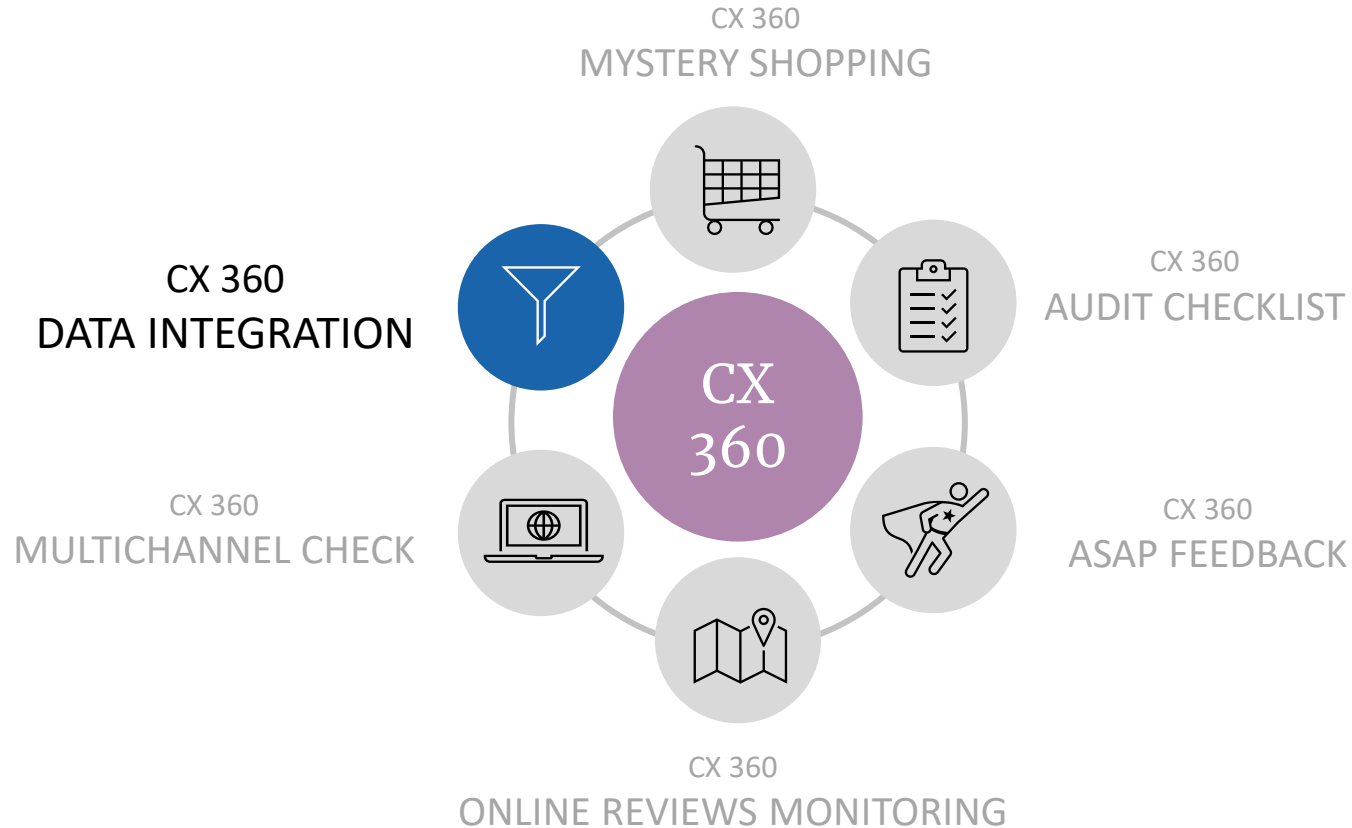 CX 360
MYSTERY SHOPPING
CX 360
DATA INTEGRATION
CX 360
AUDIT CHECKLIST
CX
360
CX 360
MULTICHANNEL CHECK
CX 360
ASAP FEEDBACK
CX 360
ONLINE REVIEWS MONITORING